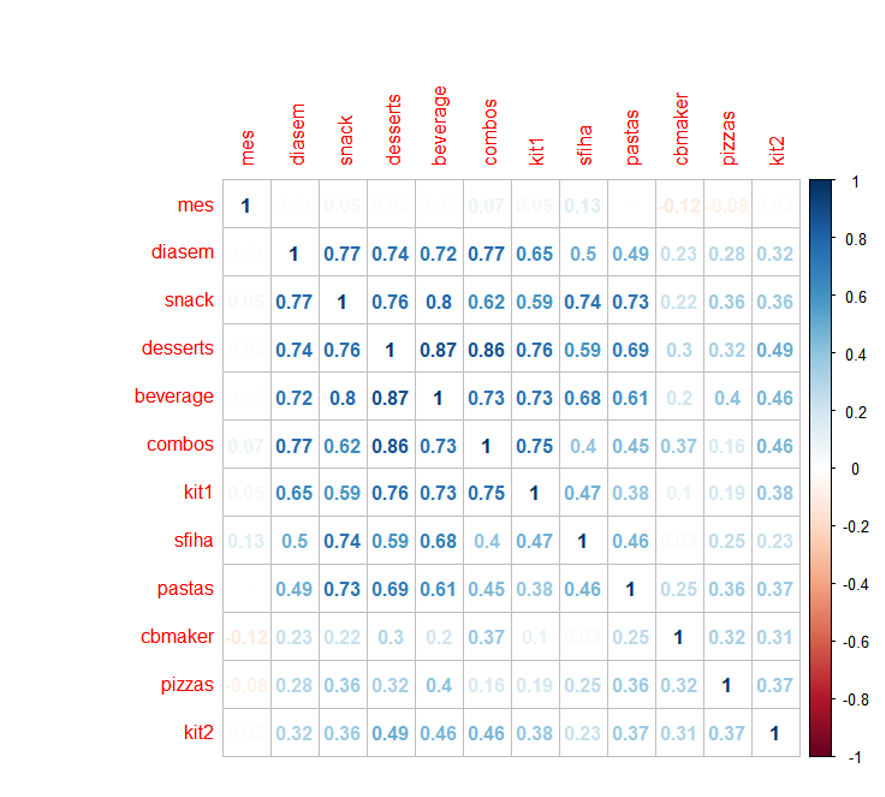 mes diasem snack desserts beverage combos kit1 sfiha pastas cbmaker pizzas kit2
mes 1 0.05 0.03 0.07 0.05 0.13 -0.12 -0.08 0.03
diasem 1 0.77 0.74 0.72 0.77 0.65 0.5 0.49 0.23 0.28 0.32
snack 0.05 0.77 1 0.76 0.8 0.62 0.59 0.74 0.73 0.22 0.36 0.36
desserts 0.03 0.74 0.76 1 0.87 0.86 0.76 0.59 0.69 0.3 0.32 0.49
beverage 0.72 0.8 0.87 1 0.73 0.73 0.68 0.61 0.2 0.4 0.46
combos 0.07 0.77 0.62 0.86 0.73 1 0.75 0.4 0.45 0.37 0.16 0.46
kit1 0.05 0.65 0.59 0.76 0.73 0.75 1 0.47 0.38 0.1 0.19 0.38
sfiha 0.13 0.5 0.74 0.59 0.68 0.4 0.47 1 0.46 0.03 0.25 0.23
pastas 0.49 0.73 0.69 0.61 0.45 0.38 0.46 1 0.25 0.36 0.37
cbmaker -0.12 0.23 0.22 0.3 0.2 0.37 0.1 0.03 0.25 1 0.32 0.31
pizzas -0.08 0.28 0.36 0.32 0.4 0.16 0.19 0.25 0.36 0.32 1 0.37
kit2 0.03 0.32 0.36 0.49 0.46 0.46 0.38 0.23 0.37 0.31 0.37 1
1
0.8
0.6
0.4
0.2
0
-0.2
-0.4
-0.6
-0.8
-1